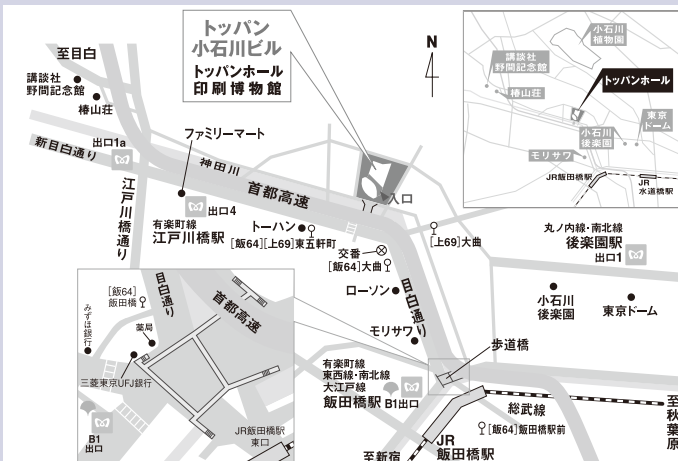 至目白
講談社
野間記念館
椿山荘
トッパン
小石川ビル
トッパンホール
印刷博物館
N
小石川
植物園
講談社
野間記念館
椿山荘
トッパンホール
東京
ドーム
小石川
後楽園
モリサワ
JR飯田橋駅
JR
水道橋駅
ファミリーマート
出口1a
新目白通り
神田川
首都高速
江戸川橋通り
出口4
有楽町線
江戸川橋駅
入口
トーハン
[飯64][上69]東五軒町
交番
[飯64]大曲
[上69]大曲
丸ノ内線・南北線
後楽園駅
出口1
ローソン
目白通り
小石川
後楽園
東京ドーム
モリサワ
歩道橋
有楽町線
東西線・南北線
大江戸線
飯田橋駅 B1出口
総武線
[飯64]飯田橋駅前
至秋葉原
JR
飯田橋駅
至新宿
[飯64]
飯田橋
目白通り
首都高速
みずほ銀行
薬局
三菱東京UFJ銀行
B1
出口
JR飯田橋駅
東口